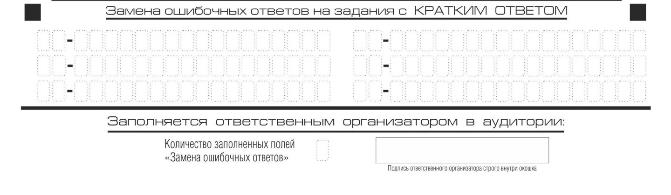 Замена ошибочных ответов на задания с КРАТКИМ ОТВЕТОМ
- -
- -
- -
Заполняется ответственным организатором в аудитории:
Количество заполненных полей
«Замена ошибочных ответов»
Подпись ответственного организатора строго внутри окошка